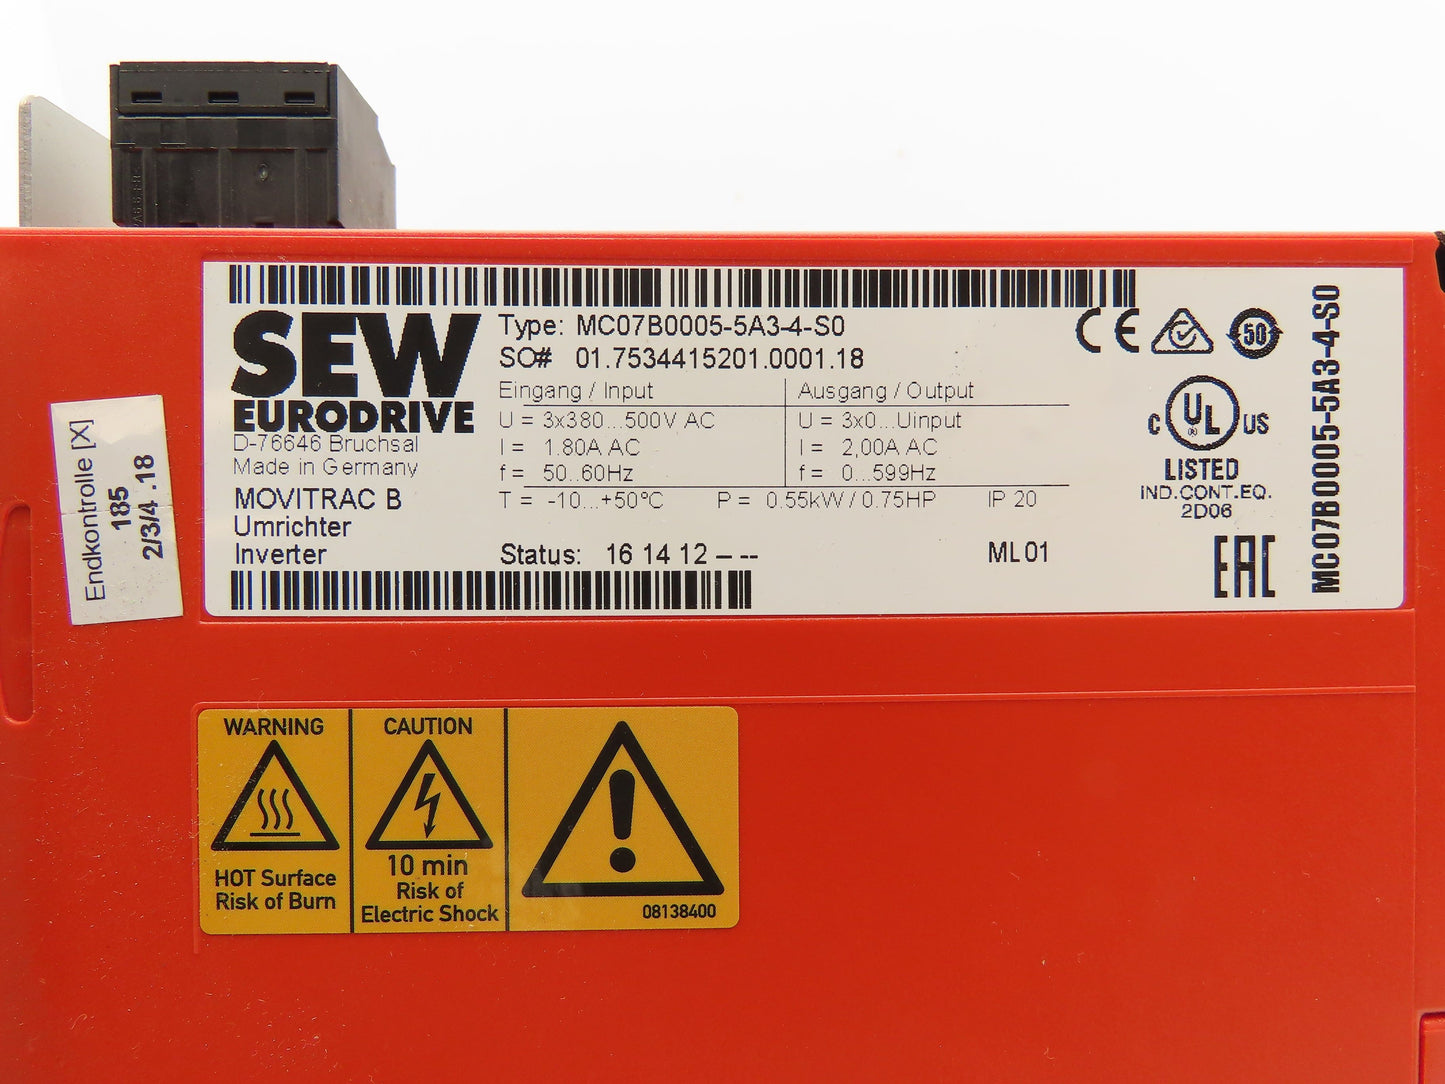 SEW
EURODRIVE
D-76646 Bruchsal
Made in Germany
MOVITRAC B
Umrichter
Inverter
Type: MC07B0005-5A3-4-S0
SO# 01.7534415201.0001.18
Eingang / Input
U = 3x380...500V AC
I = 1.80A AC
f = 50...60Hz
Ausgang / Output
U = 3x0...Uinput
I = 2,00A AC
f = 0...599Hz
T = -10...+50°C P = 0.55kW / 0.75HP IP 20
Status: 16 14 12 – --
ML 01
CE
50
C UL US
®
LISTED
IND.CONT.EQ.
2D06
EAC
MC07B0005-5A3-4-S0
Endkontrolle [X]
185
2/3/4 .18
WARNING
HOT Surface
Risk of Burn
CAUTION
10 min
Risk of
Electric Shock
08138400